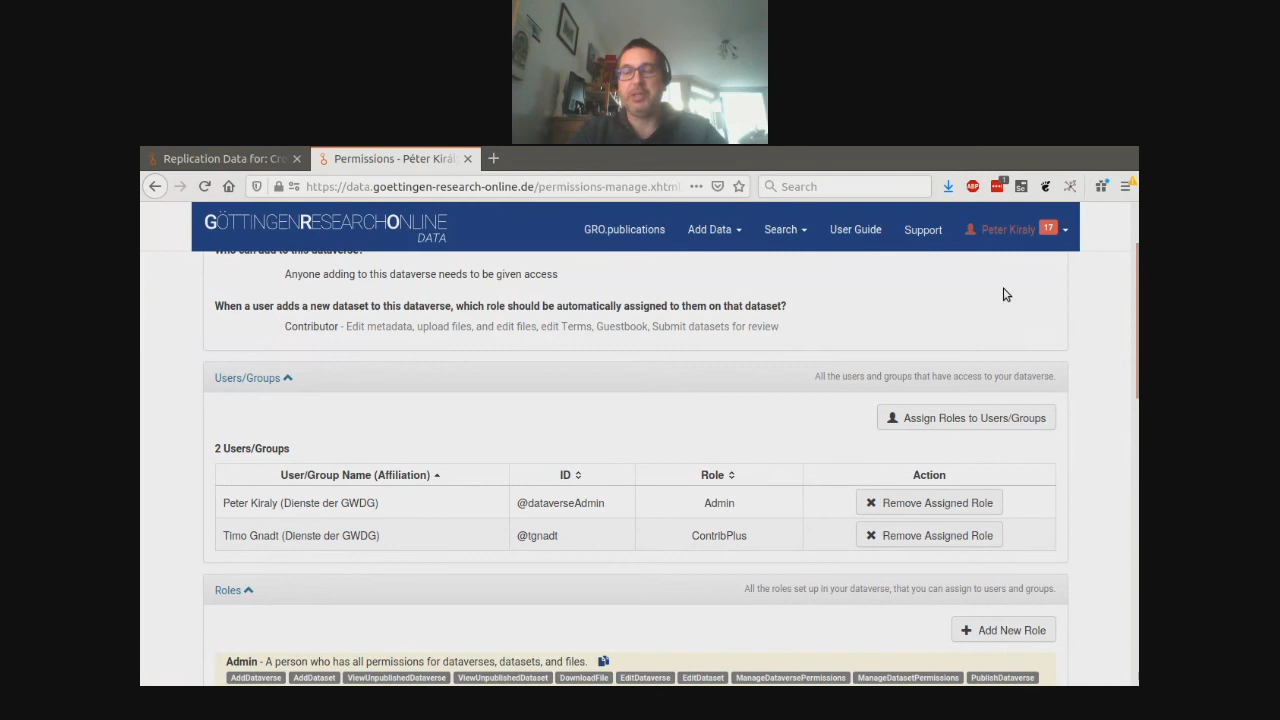 Replication Data for: Cre
Permissions - Péter Királ
https://data.goettingen-research-online.de/permissions-manage.xhtml
Search
1
GÖTTINGENRESEARCHONLINE
DATA
GRO.publications
Add Data
Search
User Guide
Support
Peter Kiraly
17
Who can add to this dataverse?
Anyone adding to this dataverse needs to be given access
When a user adds a new dataset to this dataverse, which role should be automatically assigned to them on that dataset?
Contributor - Edit metadata, upload files, and edit files, edit Terms, Guestbook, Submit datasets for review
Users/Groups
All the users and groups that have access to your dataverse.
Assign Roles to Users/Groups
2 Users/Groups
User/Group Name (Affiliation) ID Role Action
Peter Kiraly (Dienste der GWDG) @dataverseAdmin Admin Remove Assigned Role
Timo Gnadt (Dienste der GWDG) @tgnadt ContribPlus Remove Assigned Role
Roles
All the roles set up in your dataverse, that you can assign to users and groups.
Add New Role
Admin - A person who has all permissions for dataverses, datasets, and files.
AddDataverse AddDataset ViewUnpublishedDataverse ViewUnpublishedDataset DownloadFile EditDataverse EditDataset ManageDataversePermissions ManageDatasetPermissions PublishDataverse